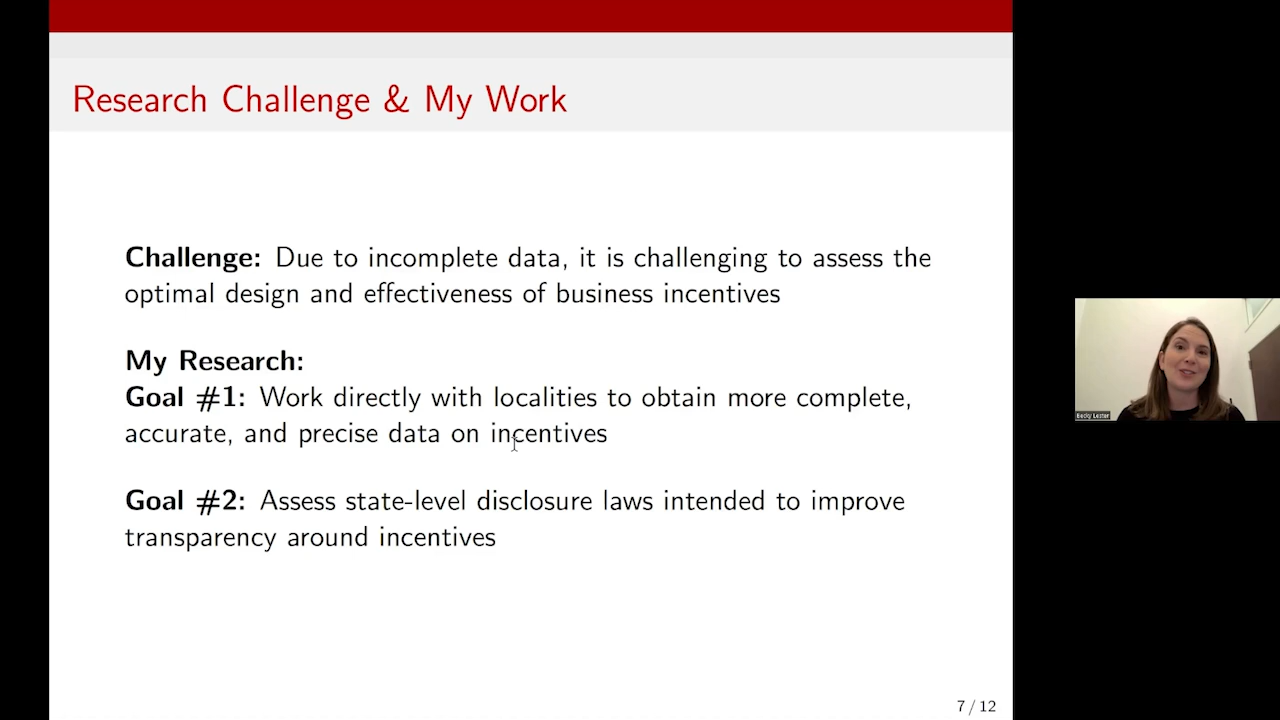 Research Challenge & My Work
Challenge: Due to incomplete data, it is challenging to assess the
optimal design and effectiveness of business incentives
My Research:
Goal #1: Work directly with localities to obtain more complete,
accurate, and precise data on incentives
Goal #2: Assess state-level disclosure laws intended to improve
transparency around incentives
Becky Lester
7 / 12